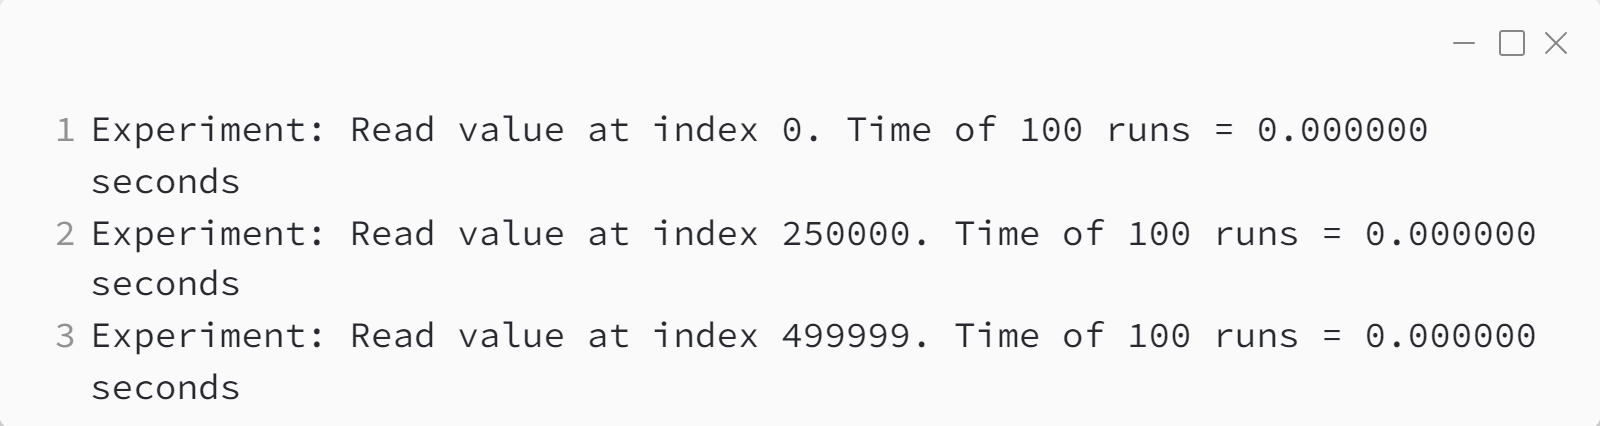 1 Experiment: Read value at index 0. Time of 100 runs = 0.000000
seconds
2 Experiment: Read value at index 250000. Time of 100 runs = 0.000000
seconds
3 Experiment: Read value at index 499999. Time of 100 runs = 0.000000
seconds